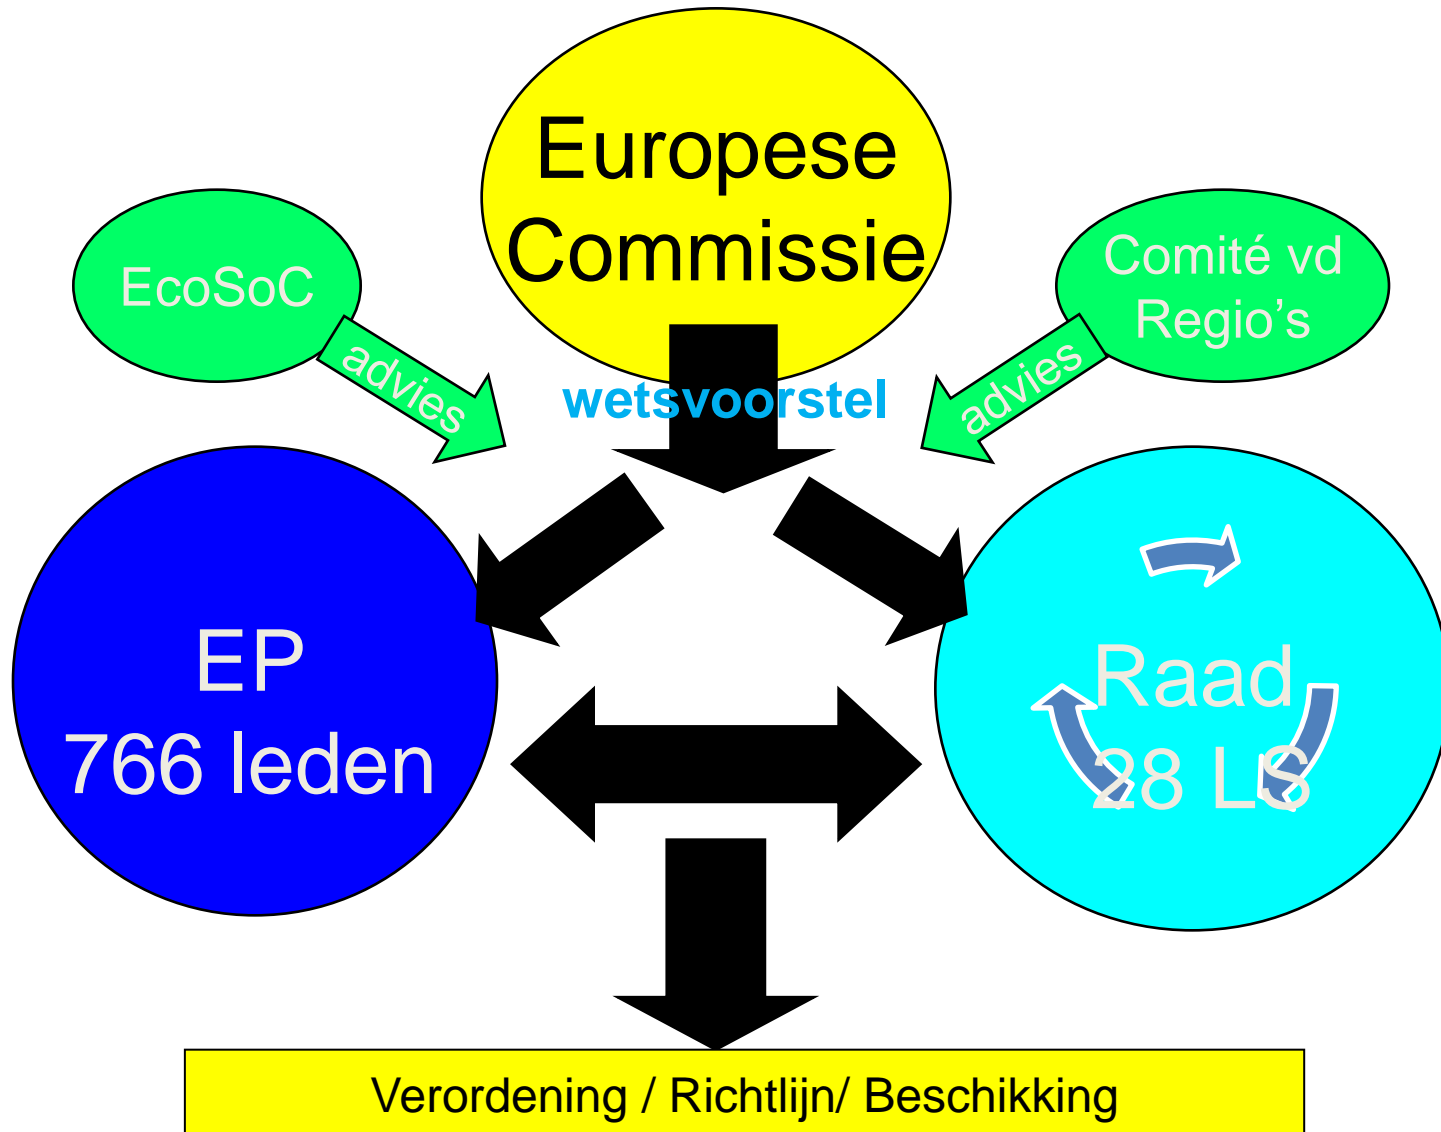 Europese
Commissie
EcoSoC
Comité vd
Regio’s
advies
advies
wetsvoorstel
EP
766 leden
Raad
28 LS
Verordening / Richtlijn/ Beschikking